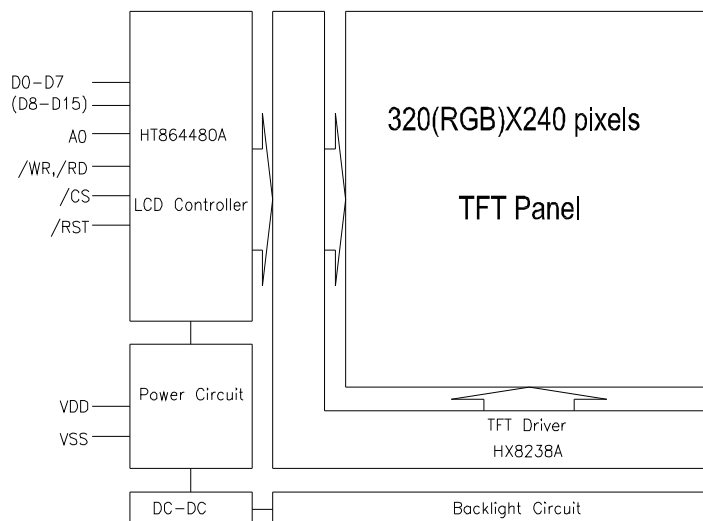 D0-D7
(D8-D15)
A0
/WR,/RD
/CS
/RST
HT864480A
LCD Controller
320(RGB)X240 pixels
TFT Panel
VDD
VSS
Power Circuit
TFT Driver
HX8238A
DC-DC
Backlight Circuit